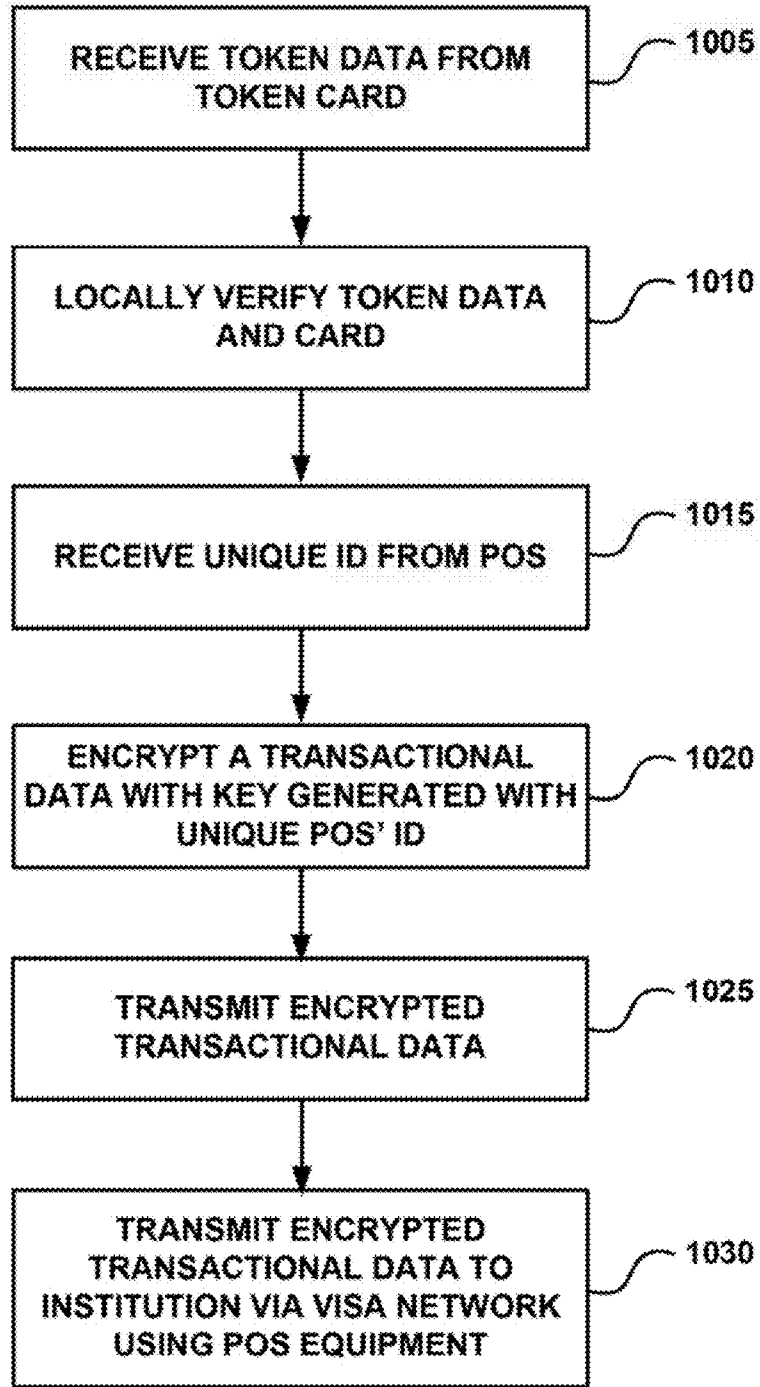 RECEIVE TOKEN DATA FROM
TOKEN CARD
1005
LOCALLY VERIFY TOKEN DATA
AND CARD
1010
RECEIVE UNIQUE ID FROM POS
1015
ENCRYPT A TRANSACTIONAL
DATA WITH KEY GENERATED WITH
UNIQUE POS' ID
1020
TRANSMIT ENCRYPTED
TRANSACTIONAL DATA
1025
TRANSMIT ENCRYPTED
TRANSACTIONAL DATA TO
INSTITUTION VIA VISA NETWORK
USING POS EQUIPMENT
1030